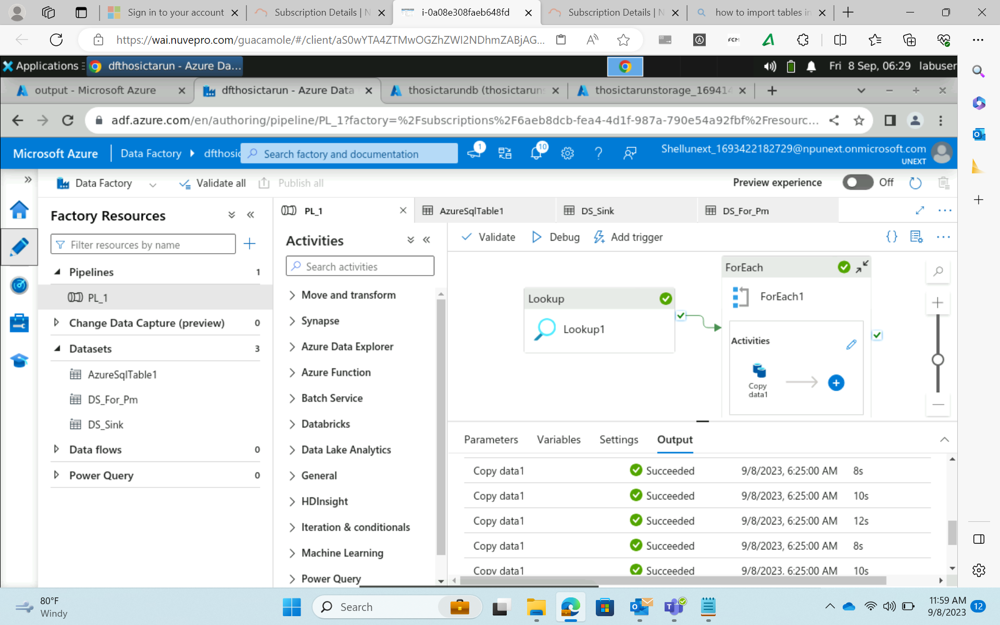 Sign in to your account
Subscription Details | N
i-0a08e308faeb648fd
Subscription Details | N
how to import tables in
https://wai.nuvepro.com/guacamole/#/client/aS0wYTA4ZTMwOGZhZWI2NDhmZABjAG...
FCM
Applications
dfthosictarun - Azure Da...
Fri 8 Sep, 06:29 labuser
output - Microsoft Azure
dfthosictarun - Azure Data
thosictarundb (thosictaruns
thosictarunstorage_16941
adf.azure.com/en/authoring/pipeline/PL_1?factory=%2Fsubscriptions%2F6aeb8dcb-fea4-4d1f-987a-790e54a92fbf%2Fresourc...
Microsoft Azure
Data Factory
dfthosic
Search factory and documentation
1
10
Shellunext_1693422182729@npunext.onmicrosoft.com
UNEXT
Data Factory
Validate all
Publish all
Preview experience
Off
Factory Resources
Filter resources by name
Pipelines 1
PL_1
Change Data Capture (preview) 0
Datasets 3
AzureSqlTable1
DS_For_Pm
DS_Sink
Data flows 0
Power Query 0
PL_1
AzureSqlTable1
DS_Sink
DS_For_Pm
Activities
Search activities
Move and transform
Synapse
Azure Data Explorer
Azure Function
Batch Service
Databricks
Data Lake Analytics
General
HDInsight
Iteration & conditionals
Machine Learning
Power Query
Validate
Debug
Add trigger
Lookup
Lookup1
ForEach
ForEach1
Activities
Copy
data1
Parameters
Variables
Settings
Output
Copy data1 Succeeded 9/8/2023, 6:25:00 AM 8s
Copy data1 Succeeded 9/8/2023, 6:25:00 AM 10s
Copy data1 Succeeded 9/8/2023, 6:25:00 AM 12s
Copy data1 Succeeded 9/8/2023, 6:25:00 AM 8s
Copy data1 Succeeded 9/8/2023, 6:25:00 AM 10s
80°F
Windy
Search
11:59 AM
9/8/2023
12